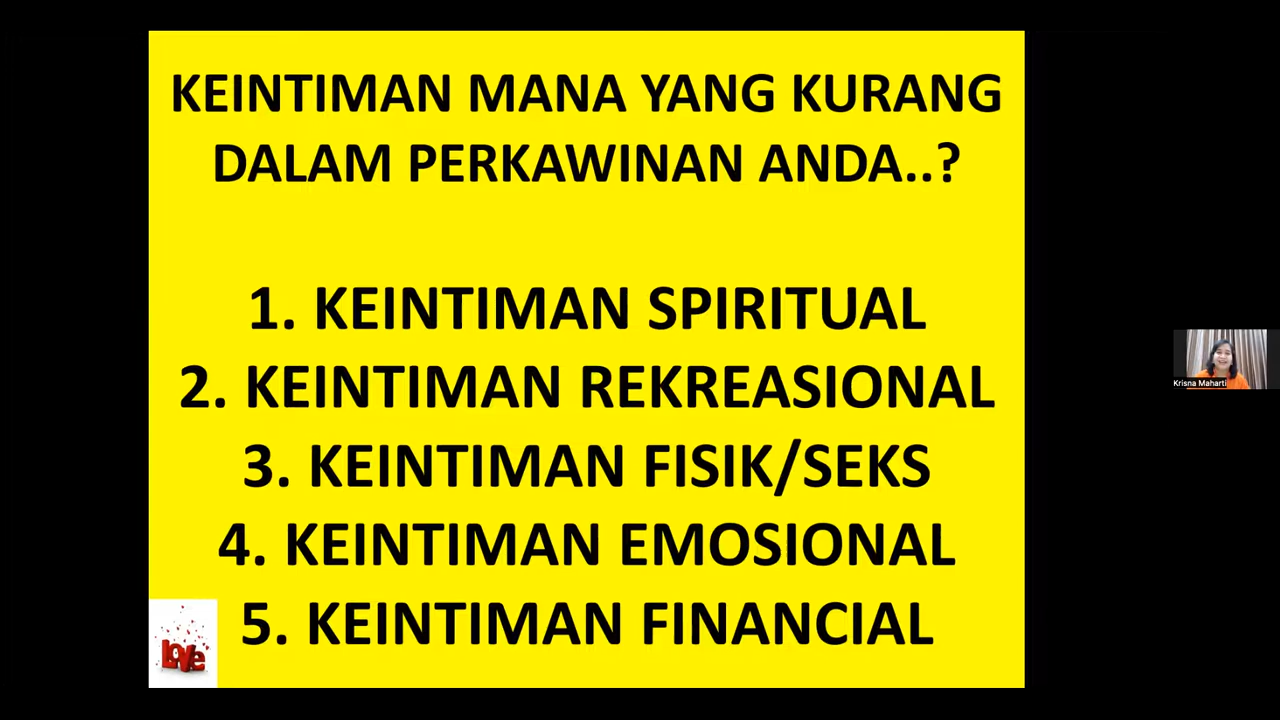 KEINTIMAN MANA YANG KURANG
DALAM PERKAWINAN ANDA..?
1. KEINTIMAN SPIRITUAL
2. KEINTIMAN REKREASIONAL
3. KEINTIMAN FISIK/SEKS
4. KEINTIMAN EMOSIONAL
5. KEINTIMAN FINANCIAL
Love
Krisna Maharti